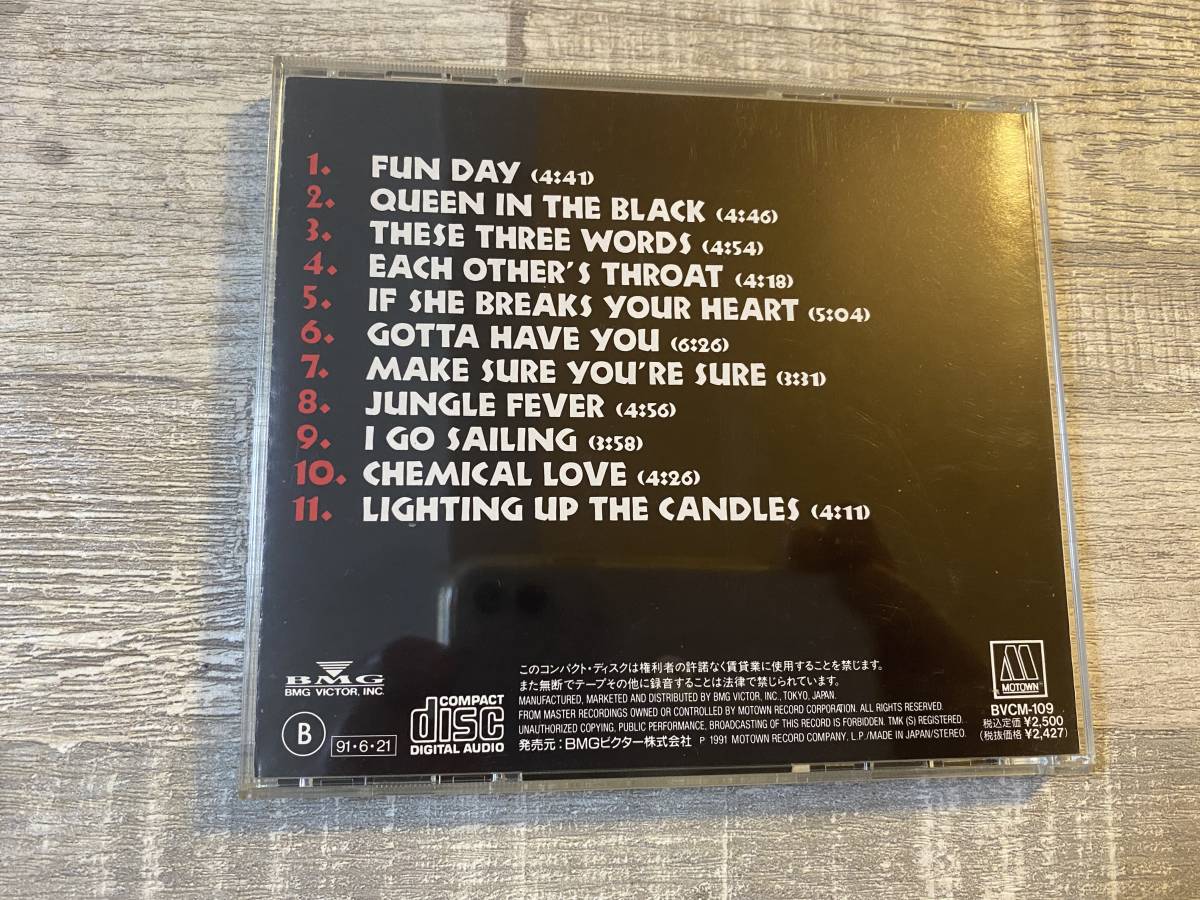 1. FUN DAY (4:41)
2. QUEEN IN THE BLACK (4:46)
3. THESE THREE WORDS (4:54)
4. EACH OTHER'S THROAT (4:18)
5. IF SHE BREAKS YOUR HEART (5:04)
6. GOTTA HAVE YOU (6:26)
7. MAKE SURE YOU'RE SURE (3:31)
8. JUNGLE FEVER (4:56)
9. I GO SAILING (3:58)
10. CHEMICAL LOVE (4:26)
11. LIGHTING UP THE CANDLES (4:11)
BMG
BMG VICTOR, INC.
B
91・6・21
COMPACT
disc
DIGITAL AUDIO
このコンパクト・ディスクは権利者の許諾なく賃貸業に使用することを禁じます。
また無断でテープその他に録音することは法律で禁じられています。
MANUFACTURED, MARKETED AND DISTRIBUTED BY BMG VICTOR, INC., TOKYO, JAPAN.
FROM MASTER RECORDINGS OWNED OR CONTROLLED BY MOTOWN RECORD CORPORATION. ALL RIGHTS RESERVED.
UNAUTHORIZED COPYING, PUBLIC PERFORMANCE, BROADCASTING OF THIS RECORD IS FORBIDDEN. TMK (S) REGISTERED.
発売元：BMGビクター株式会社 P 1991 MOTOWN RECORD COMPANY, L.P./MADE IN JAPAN/STEREO.
M
MOTOWN
BVCM-109
税込定価 ¥2,500
(税抜価格 ¥2,427)